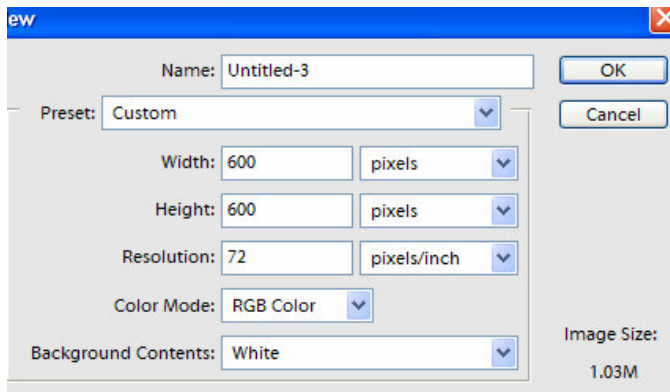 ew
Name: Untitled-3
OK
Preset: Custom
Cancel
Width: 600 pixels
Height: 600 pixels
Resolution: 72 pixels/inch
Color Mode: RGB Color
Background Contents: White
Image Size:
1.03M